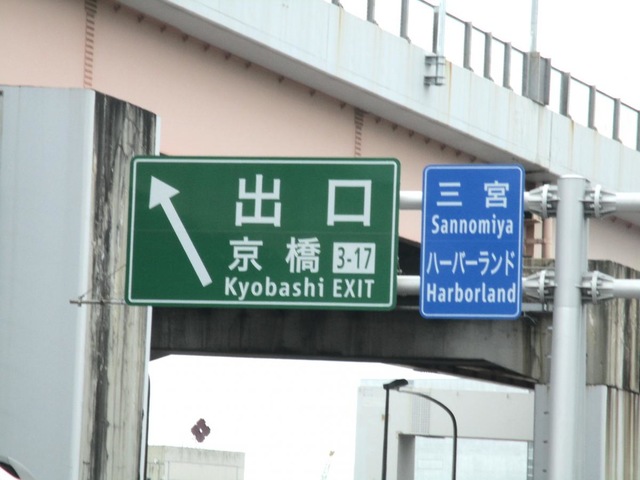 出口
京橋 3-17
Kyobashi EXIT
三宮
Sannomiya
ハーバーランド
Harborland